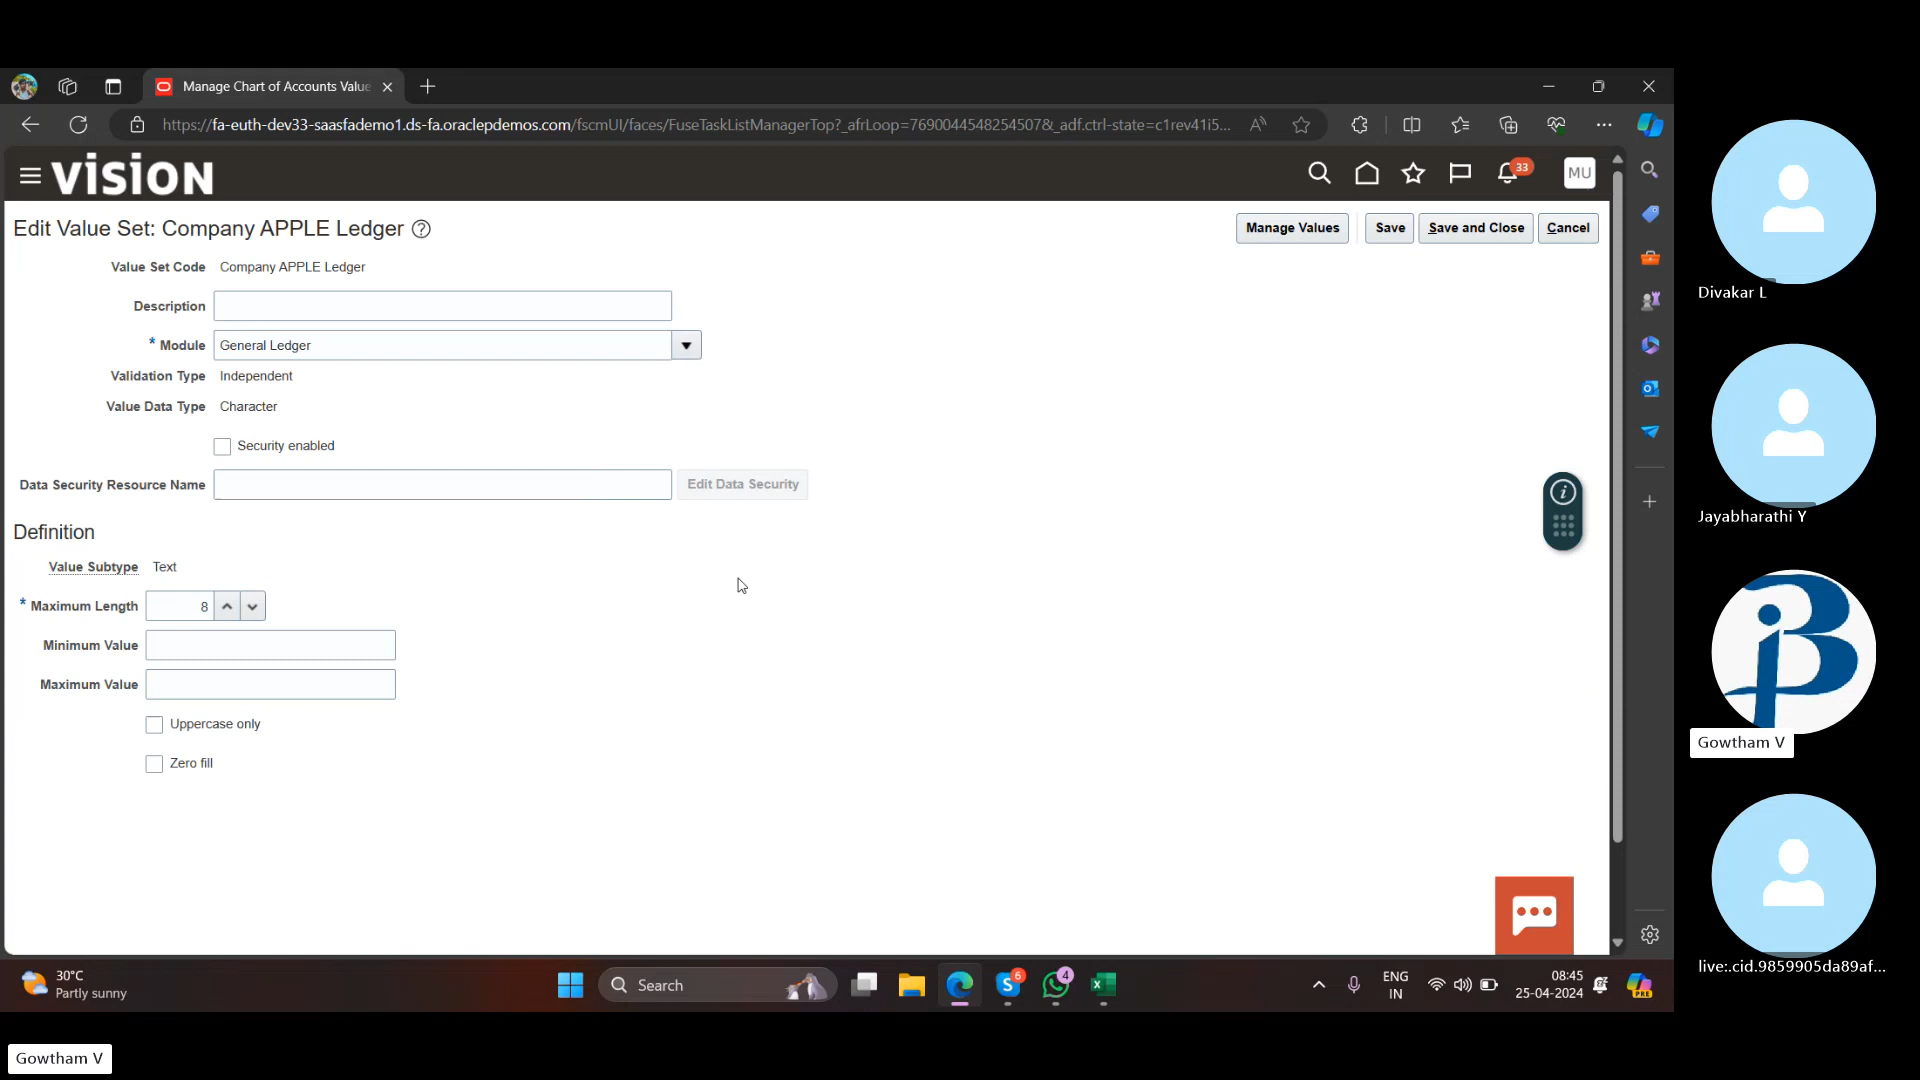 Manage Chart of Accounts Value
https://fa-euth-dev33-saasfademo1.ds-fa.oraclepdemos.com/fscmUI/faces/FuseTaskListManagerTop?_afrLoop=7690044548254507&_adf.ctrl-state=c1rev41i5...
VISION
33
MU
Edit Value Set: Company APPLE Ledger
Manage Values
Save
Save and Close
Cancel
Value Set Code Company APPLE Ledger
Description
* Module General Ledger
Validation Type Independent
Value Data Type Character
Security enabled
Data Security Resource Name
Edit Data Security
Definition
Value Subtype Text
* Maximum Length 8
Minimum Value
Maximum Value
Uppercase only
Zero fill
Divakar L
Jayabharathi Y
Gowtham V
live:.cid.9859905da89af...
30°C
Partly sunny
Search
6
4
ENG
IN
08:45
25-04-2024
PRE
Gowtham V